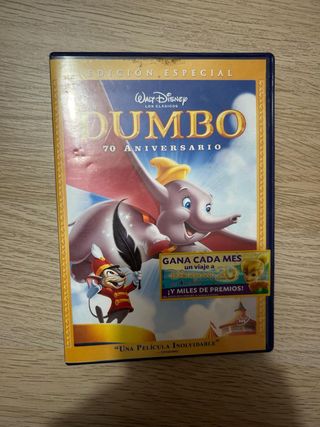 EDICIÓN ESPECIAL
WALT DISNEY
LOS CLÁSICOS
DUMBO
70 ANIVERSARIO
GANA CADA MES
un viaje a
¡Y MILES DE PREMIOS!
"UNA PELÍCULA INOLVIDABLE"